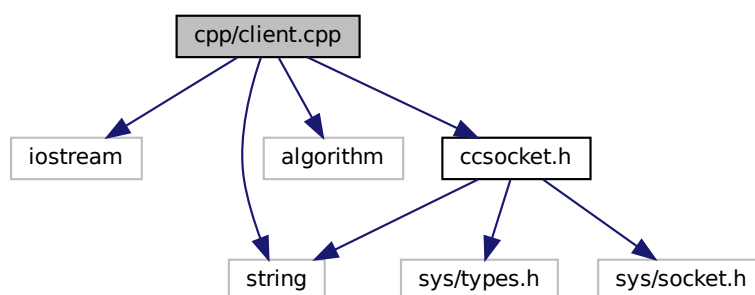 cpp/client.cpp
iostream
algorithm
ccsocket.h
string
sys/types.h
sys/socket.h